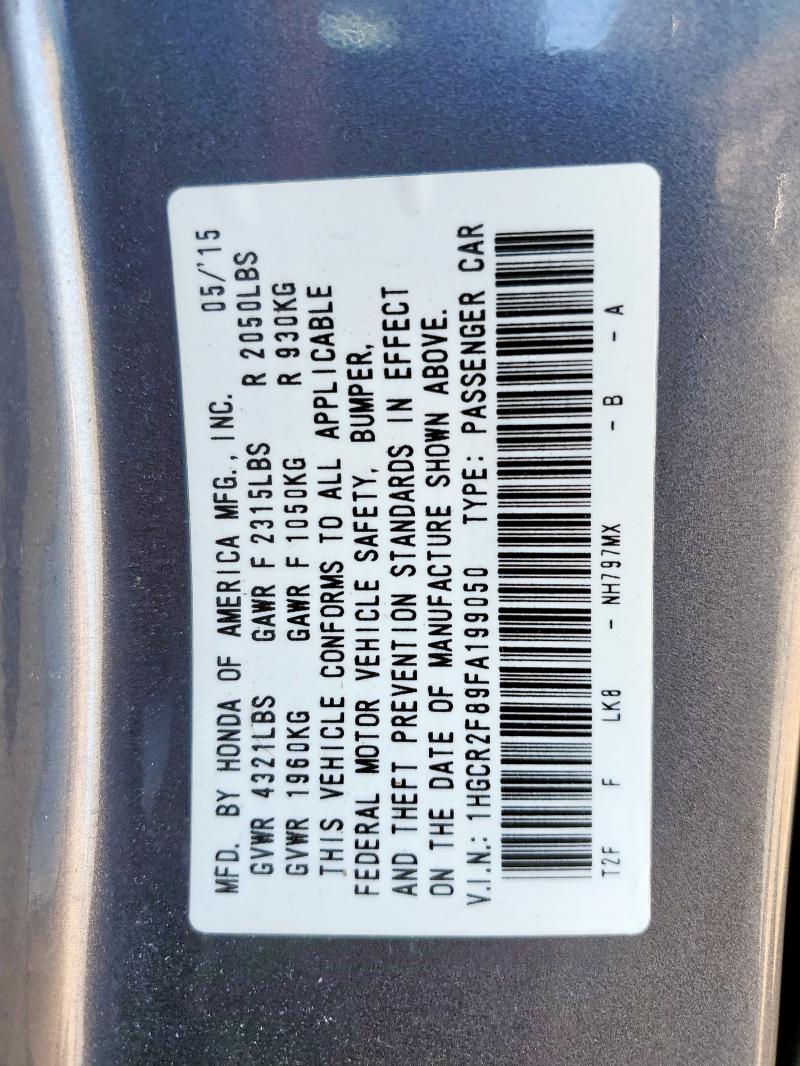 MFD. BY HONDA OF AMERICA MFG., INC. 05/'15
GVWR 4321LBS GAWR F 2315LBS R 2050LBS
GVWR 1960KG GAWR F 1050KG R 930KG
THIS VEHICLE CONFORMS TO ALL APPLICABLE
FEDERAL MOTOR VEHICLE SAFETY, BUMPER,
AND THEFT PREVENTION STANDARDS IN EFFECT
ON THE DATE OF MANUFACTURE SHOWN ABOVE.
V.I.N.: 1HGCR2F89FA199050 TYPE: PASSENGER CAR
T2F F LK8 - NH797MX - B - A